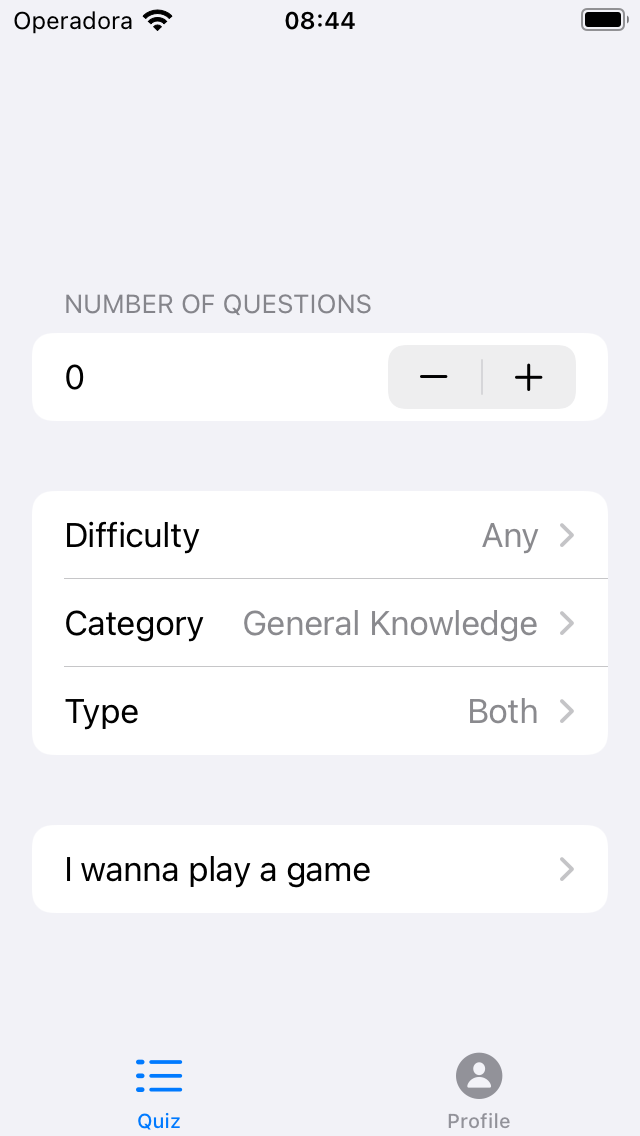 Operadora 08:44
NUMBER OF QUESTIONS
0 − +
Difficulty Any
Category General Knowledge
Type Both
I wanna play a game
Quiz Profile